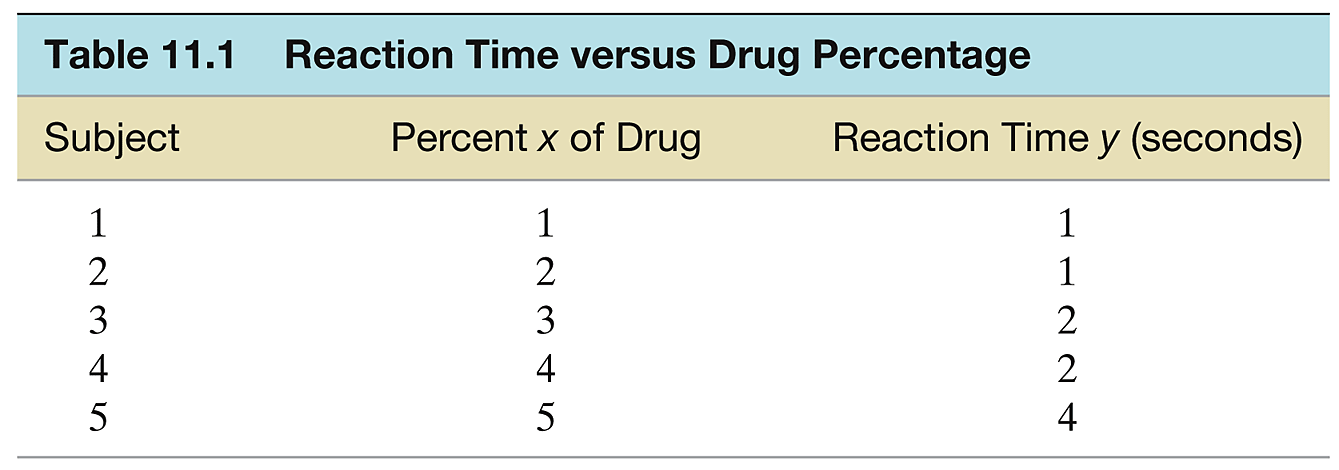 Table 11.1 Reaction Time versus Drug Percentage
Subject Percent x of Drug Reaction Time y (seconds)
1 1 1
2 2 1
3 3 2
4 4 2
5 5 4